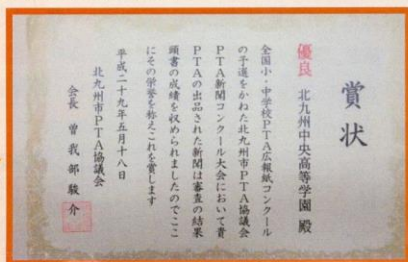 賞状
優良 北九州中央高等学園 殿
全国小・中学校PTA広報紙コンクール
の予選をかねた北九州市PTA協議会
PTA新聞コンクール大会において貴
PTAの出品された新聞は審査の結果
頭書の成績を収められましたのでここ
にその栄誉を称えこれを賞します
平成二十九年五月十八日
北九州市PTA協議会
会長 曽我部駿介